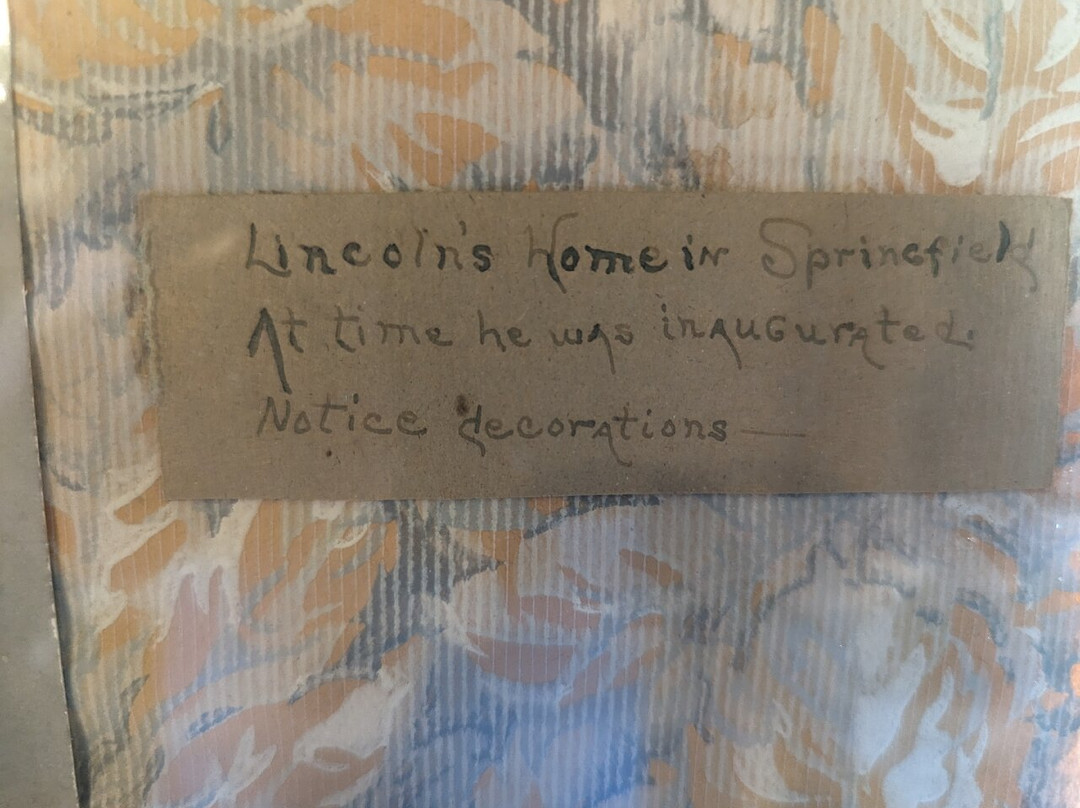 Lincoln's Home in Springfield
At time he was inaugurated.
Notice decorations —